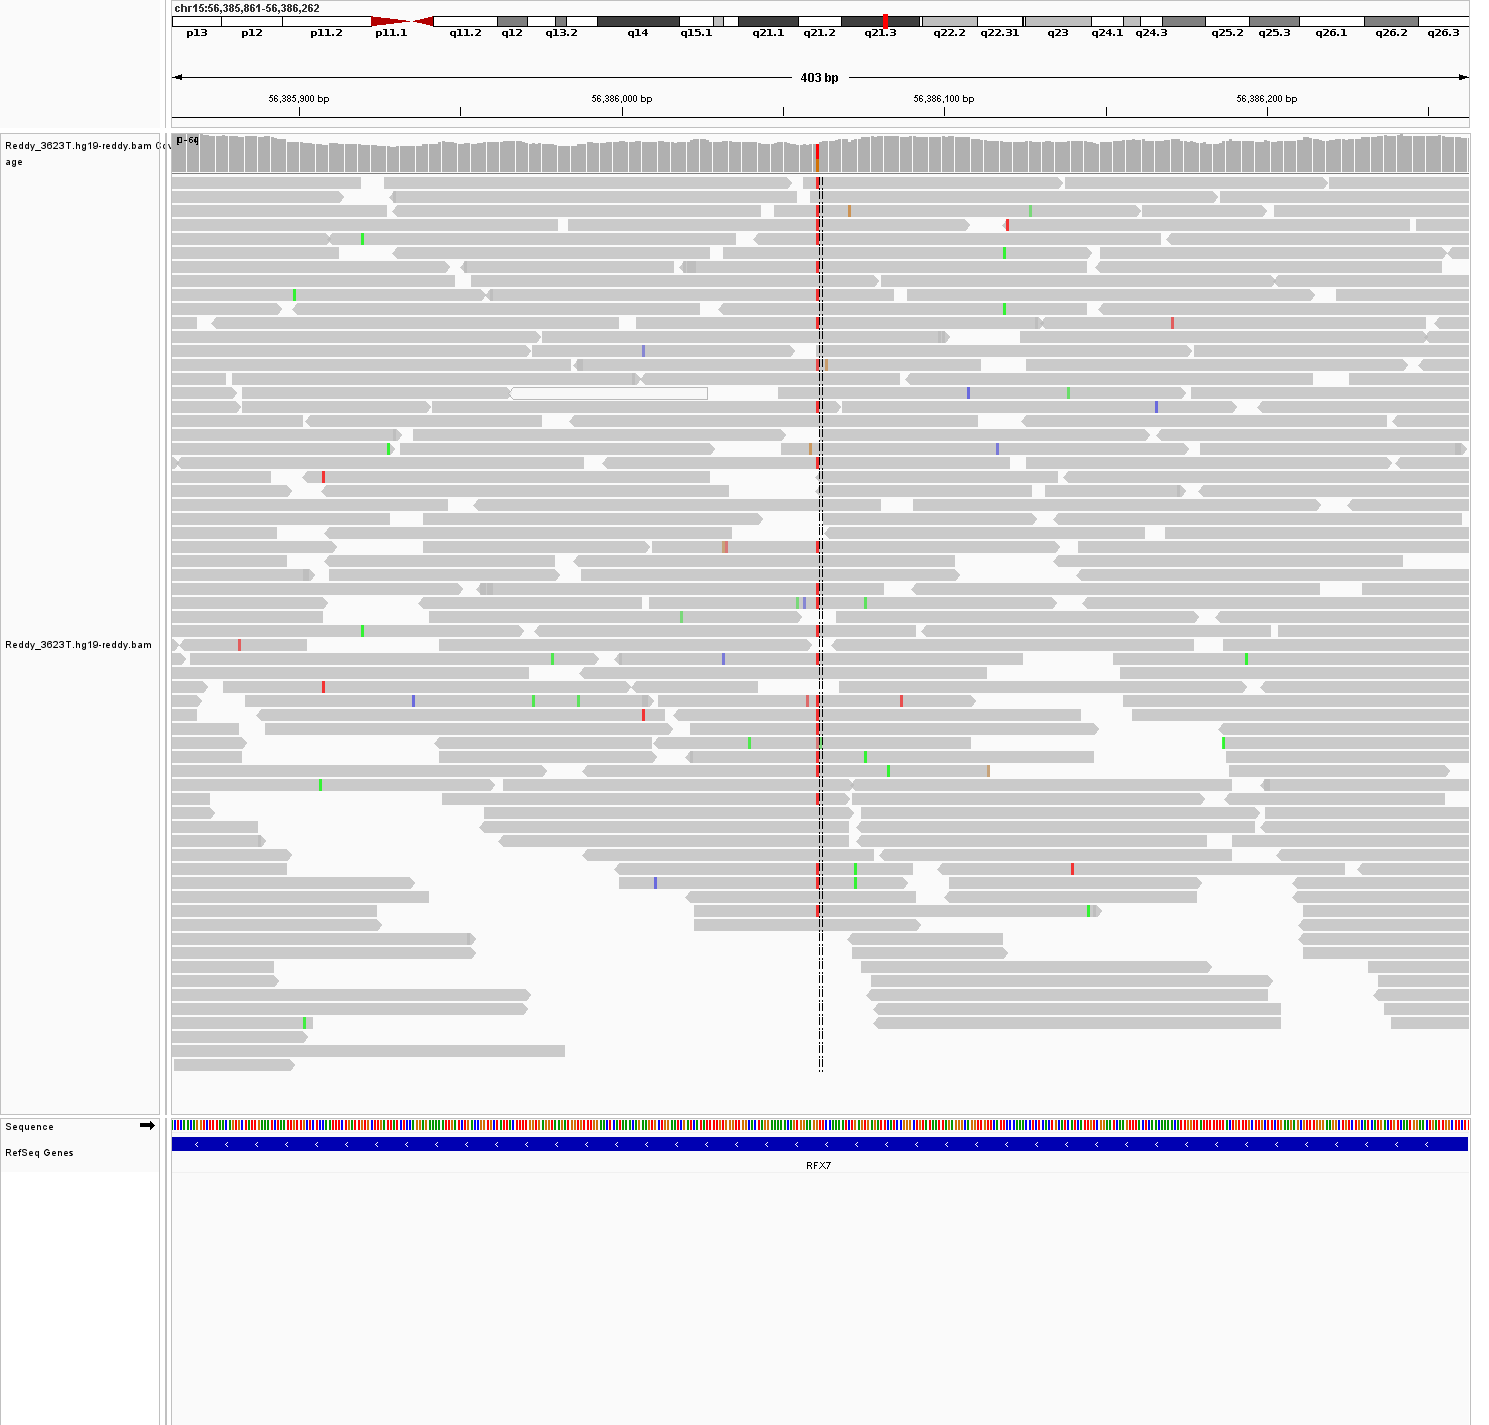 chr15:56,385,861-56,386,262
p13 p12 p11.2 p11.1 q11.2 q12 q13.2 q14 q15.1 q21.1 q21.2 q21.3 q22.2 q22.31 q23 q24.1 q24.3 q25.2 q25.3 q26.1 q26.2 q26.3
403 bp
56,385,900 bp 56,386,000 bp 56,386,100 bp 56,386,200 bp
Reddy_3623T.hg19-reddy.bam Cov
age
Reddy_3623T.hg19-reddy.bam
Sequence
RefSeq Genes
RFX7